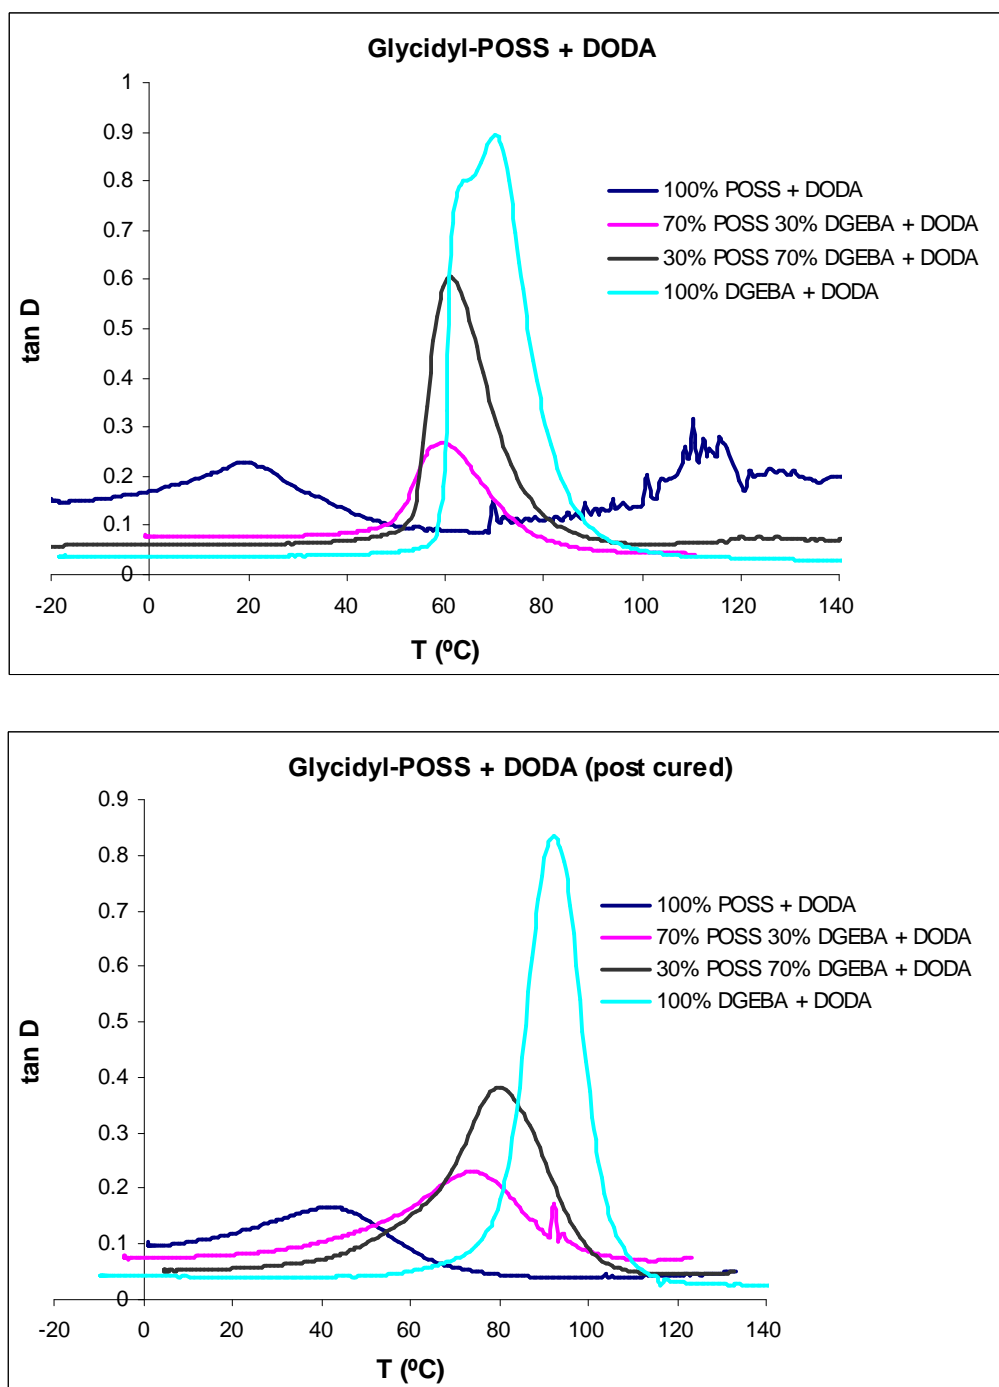 Glycidyl-POSS + DODA
1
0.9
0.8
0.7
0.6
0.5
0.4
0.3
0.2
0.1
0
tan D
-20 0 20 40 60 80 100 120 140
T (ºC)
100% POSS + DODA
70% POSS 30% DGEBA + DODA
30% POSS 70% DGEBA + DODA
100% DGEBA + DODA
Glycidyl-POSS + DODA (post cured)
0.9
0.8
0.7
0.6
0.5
0.4
0.3
0.2
0.1
0
tan D
-20 0 20 40 60 80 100 120 140
T (ºC)
100% POSS + DODA
70% POSS 30% DGEBA + DODA
30% POSS 70% DGEBA + DODA
100% DGEBA + DODA